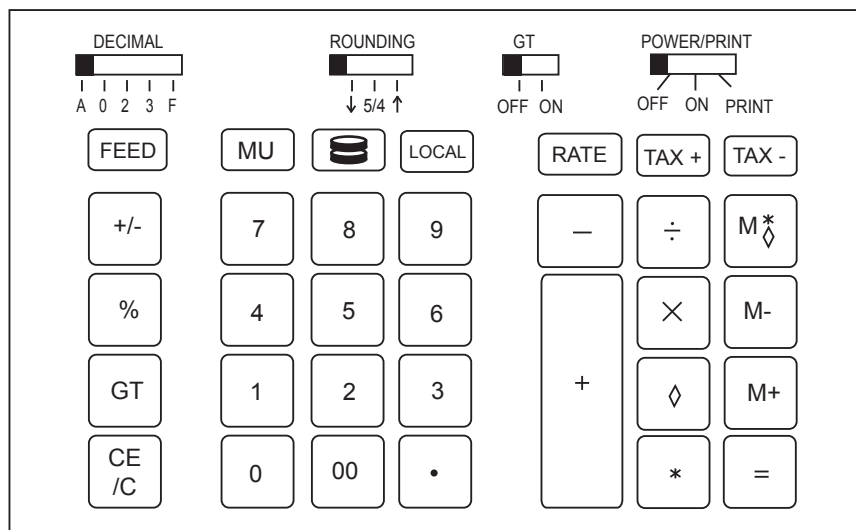 DECIMAL ROUNDING GT POWER/PRINT
A 0 2 3 F ↓ 5/4 ↑ OFF ON OFF ON PRINT
FEED MU LOCAL RATE TAX + TAX -
+/- 7 8 9 – ÷ M*◊
% 4 5 6 × M-
GT 1 2 3 + ◊ M+
CE
/C 0 00 • * =